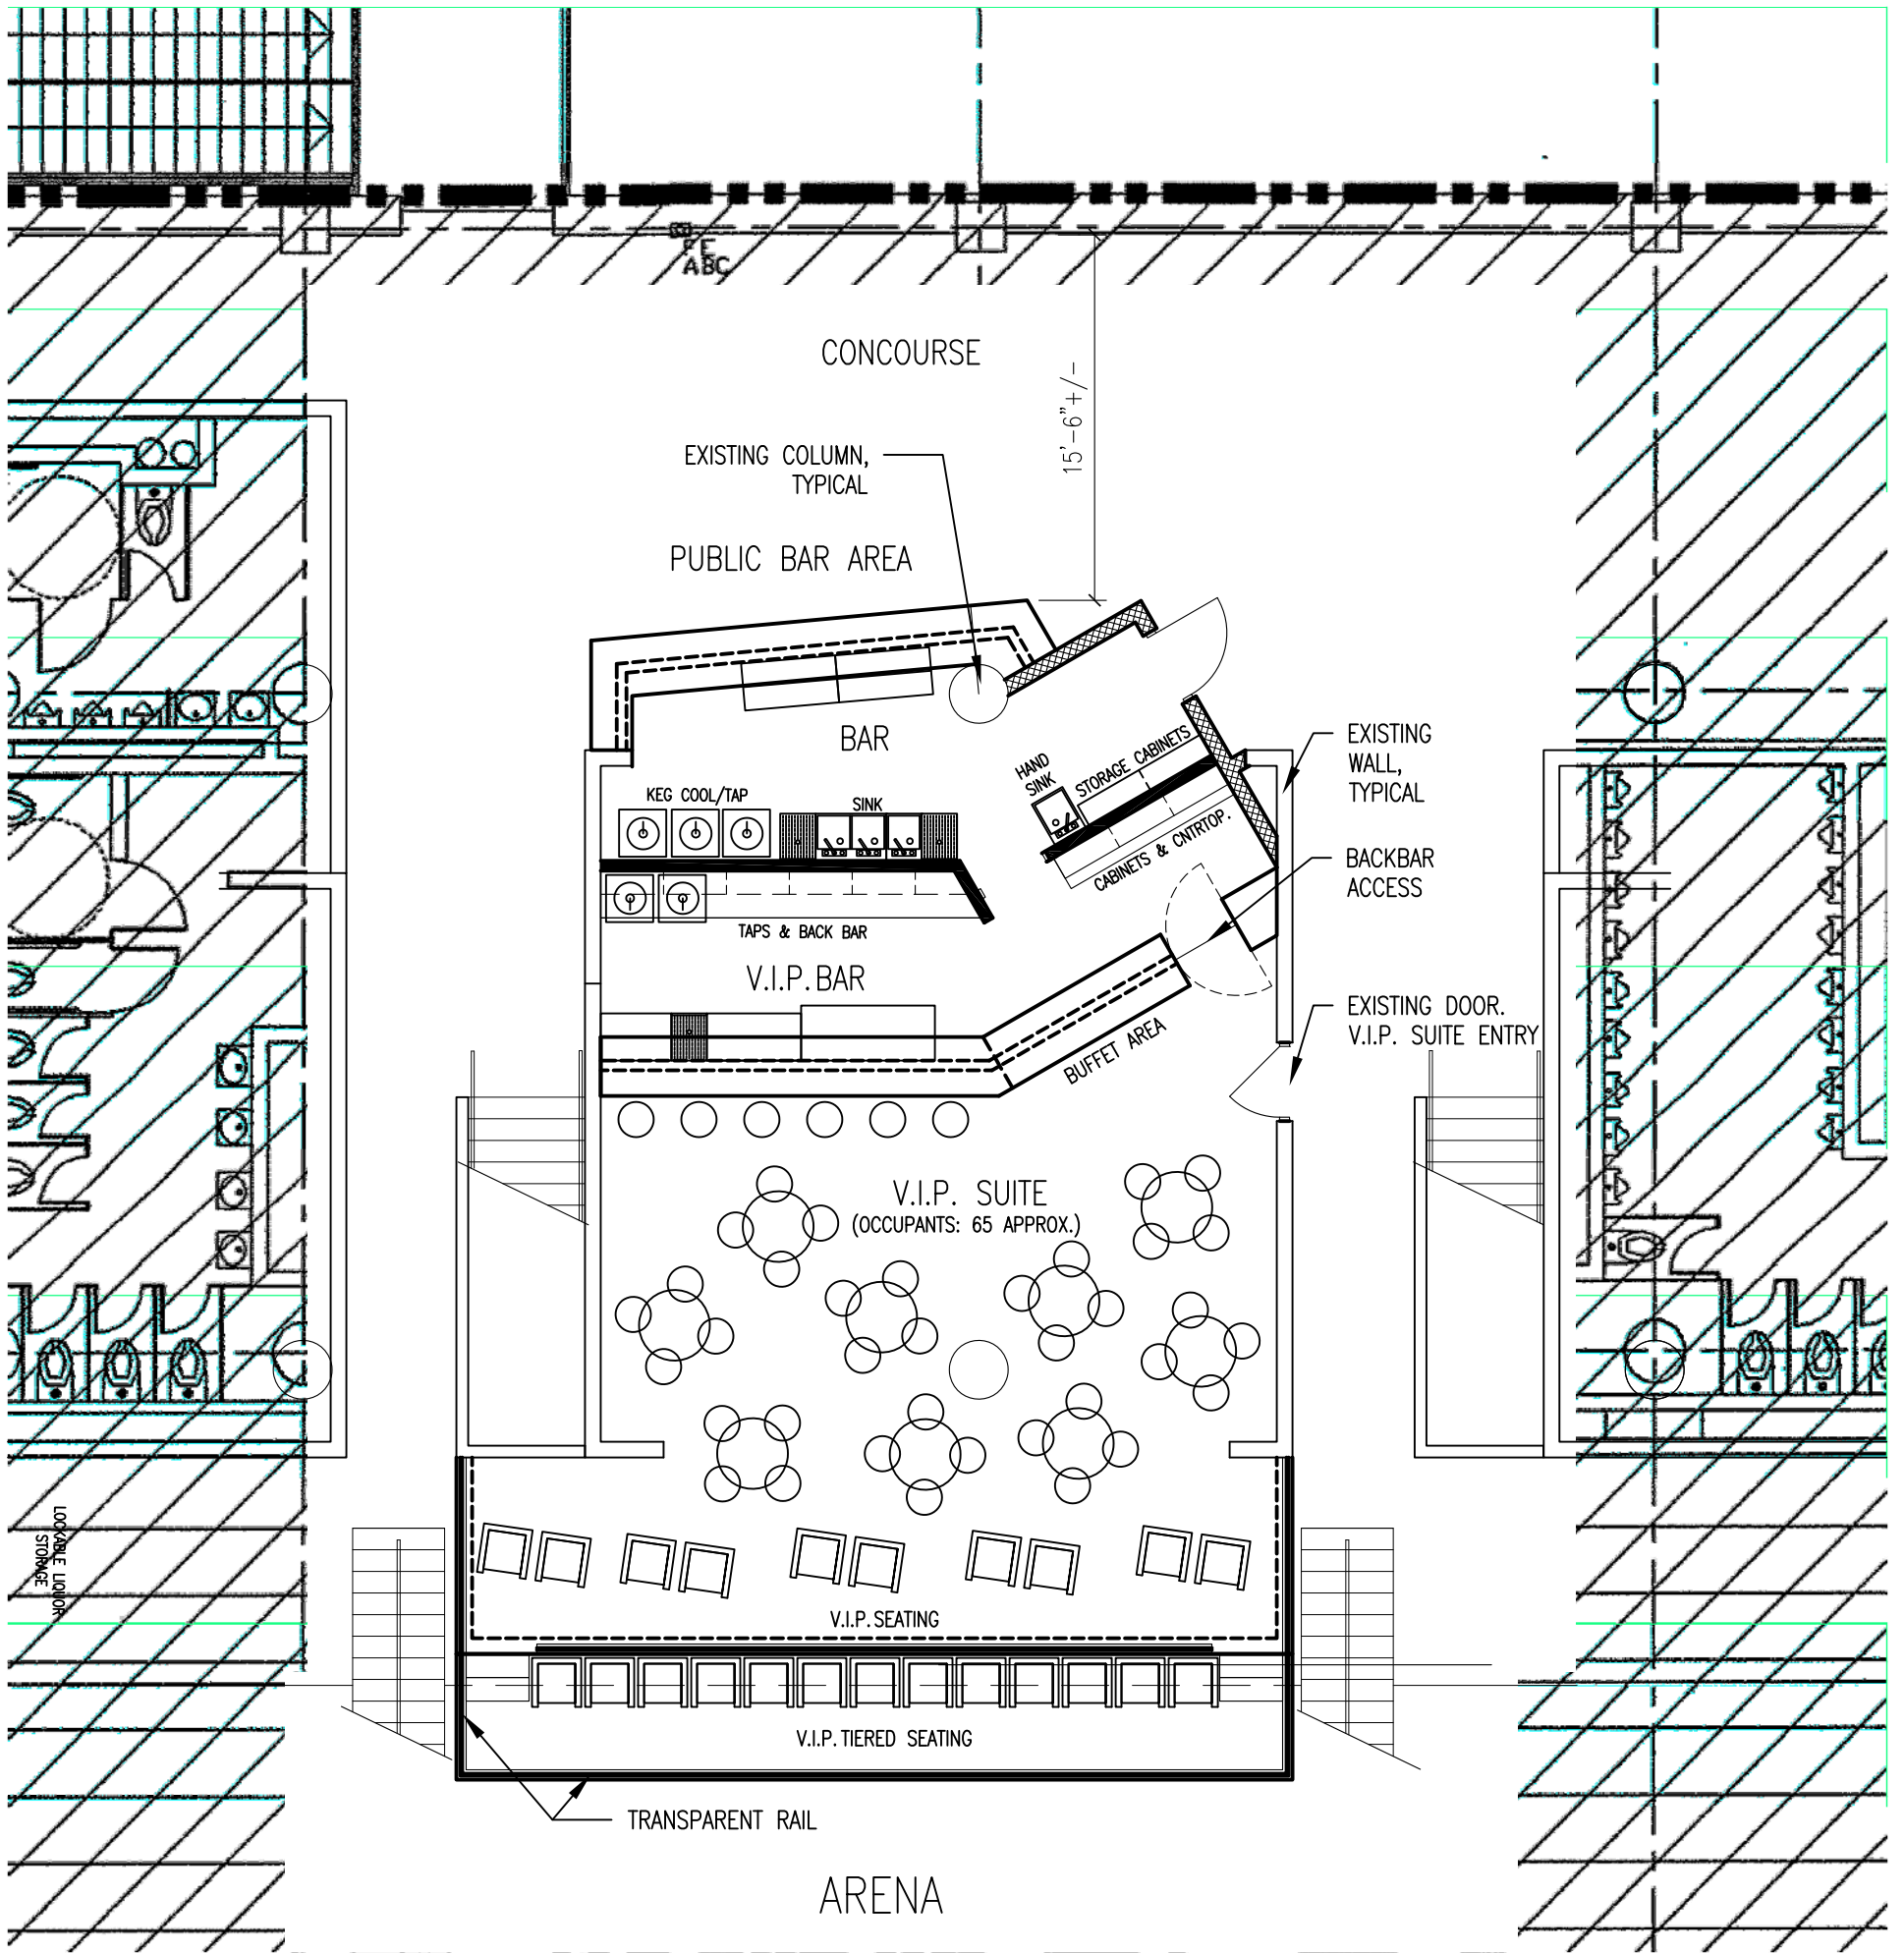 F.E.
ABC
CONCOURSE
15'-6"+/-
EXISTING COLUMN,
TYPICAL
PUBLIC BAR AREA
BAR
EXISTING
WALL,
TYPICAL
HAND
SINK
STORAGE CABINETS
KEG COOL/TAP
SINK
CABINETS & CNTRTOP.
BACKBAR
ACCESS
TAPS & BACK BAR
V.I.P. BAR
EXISTING DOOR.
V.I.P. SUITE ENTRY
BUFFET AREA
V.I.P. SUITE
(OCCUPANTS: 65 APPROX.)
LOCKABLE LIQUOR
STORAGE
V.I.P. SEATING
V.I.P. TIERED SEATING
TRANSPARENT RAIL
ARENA